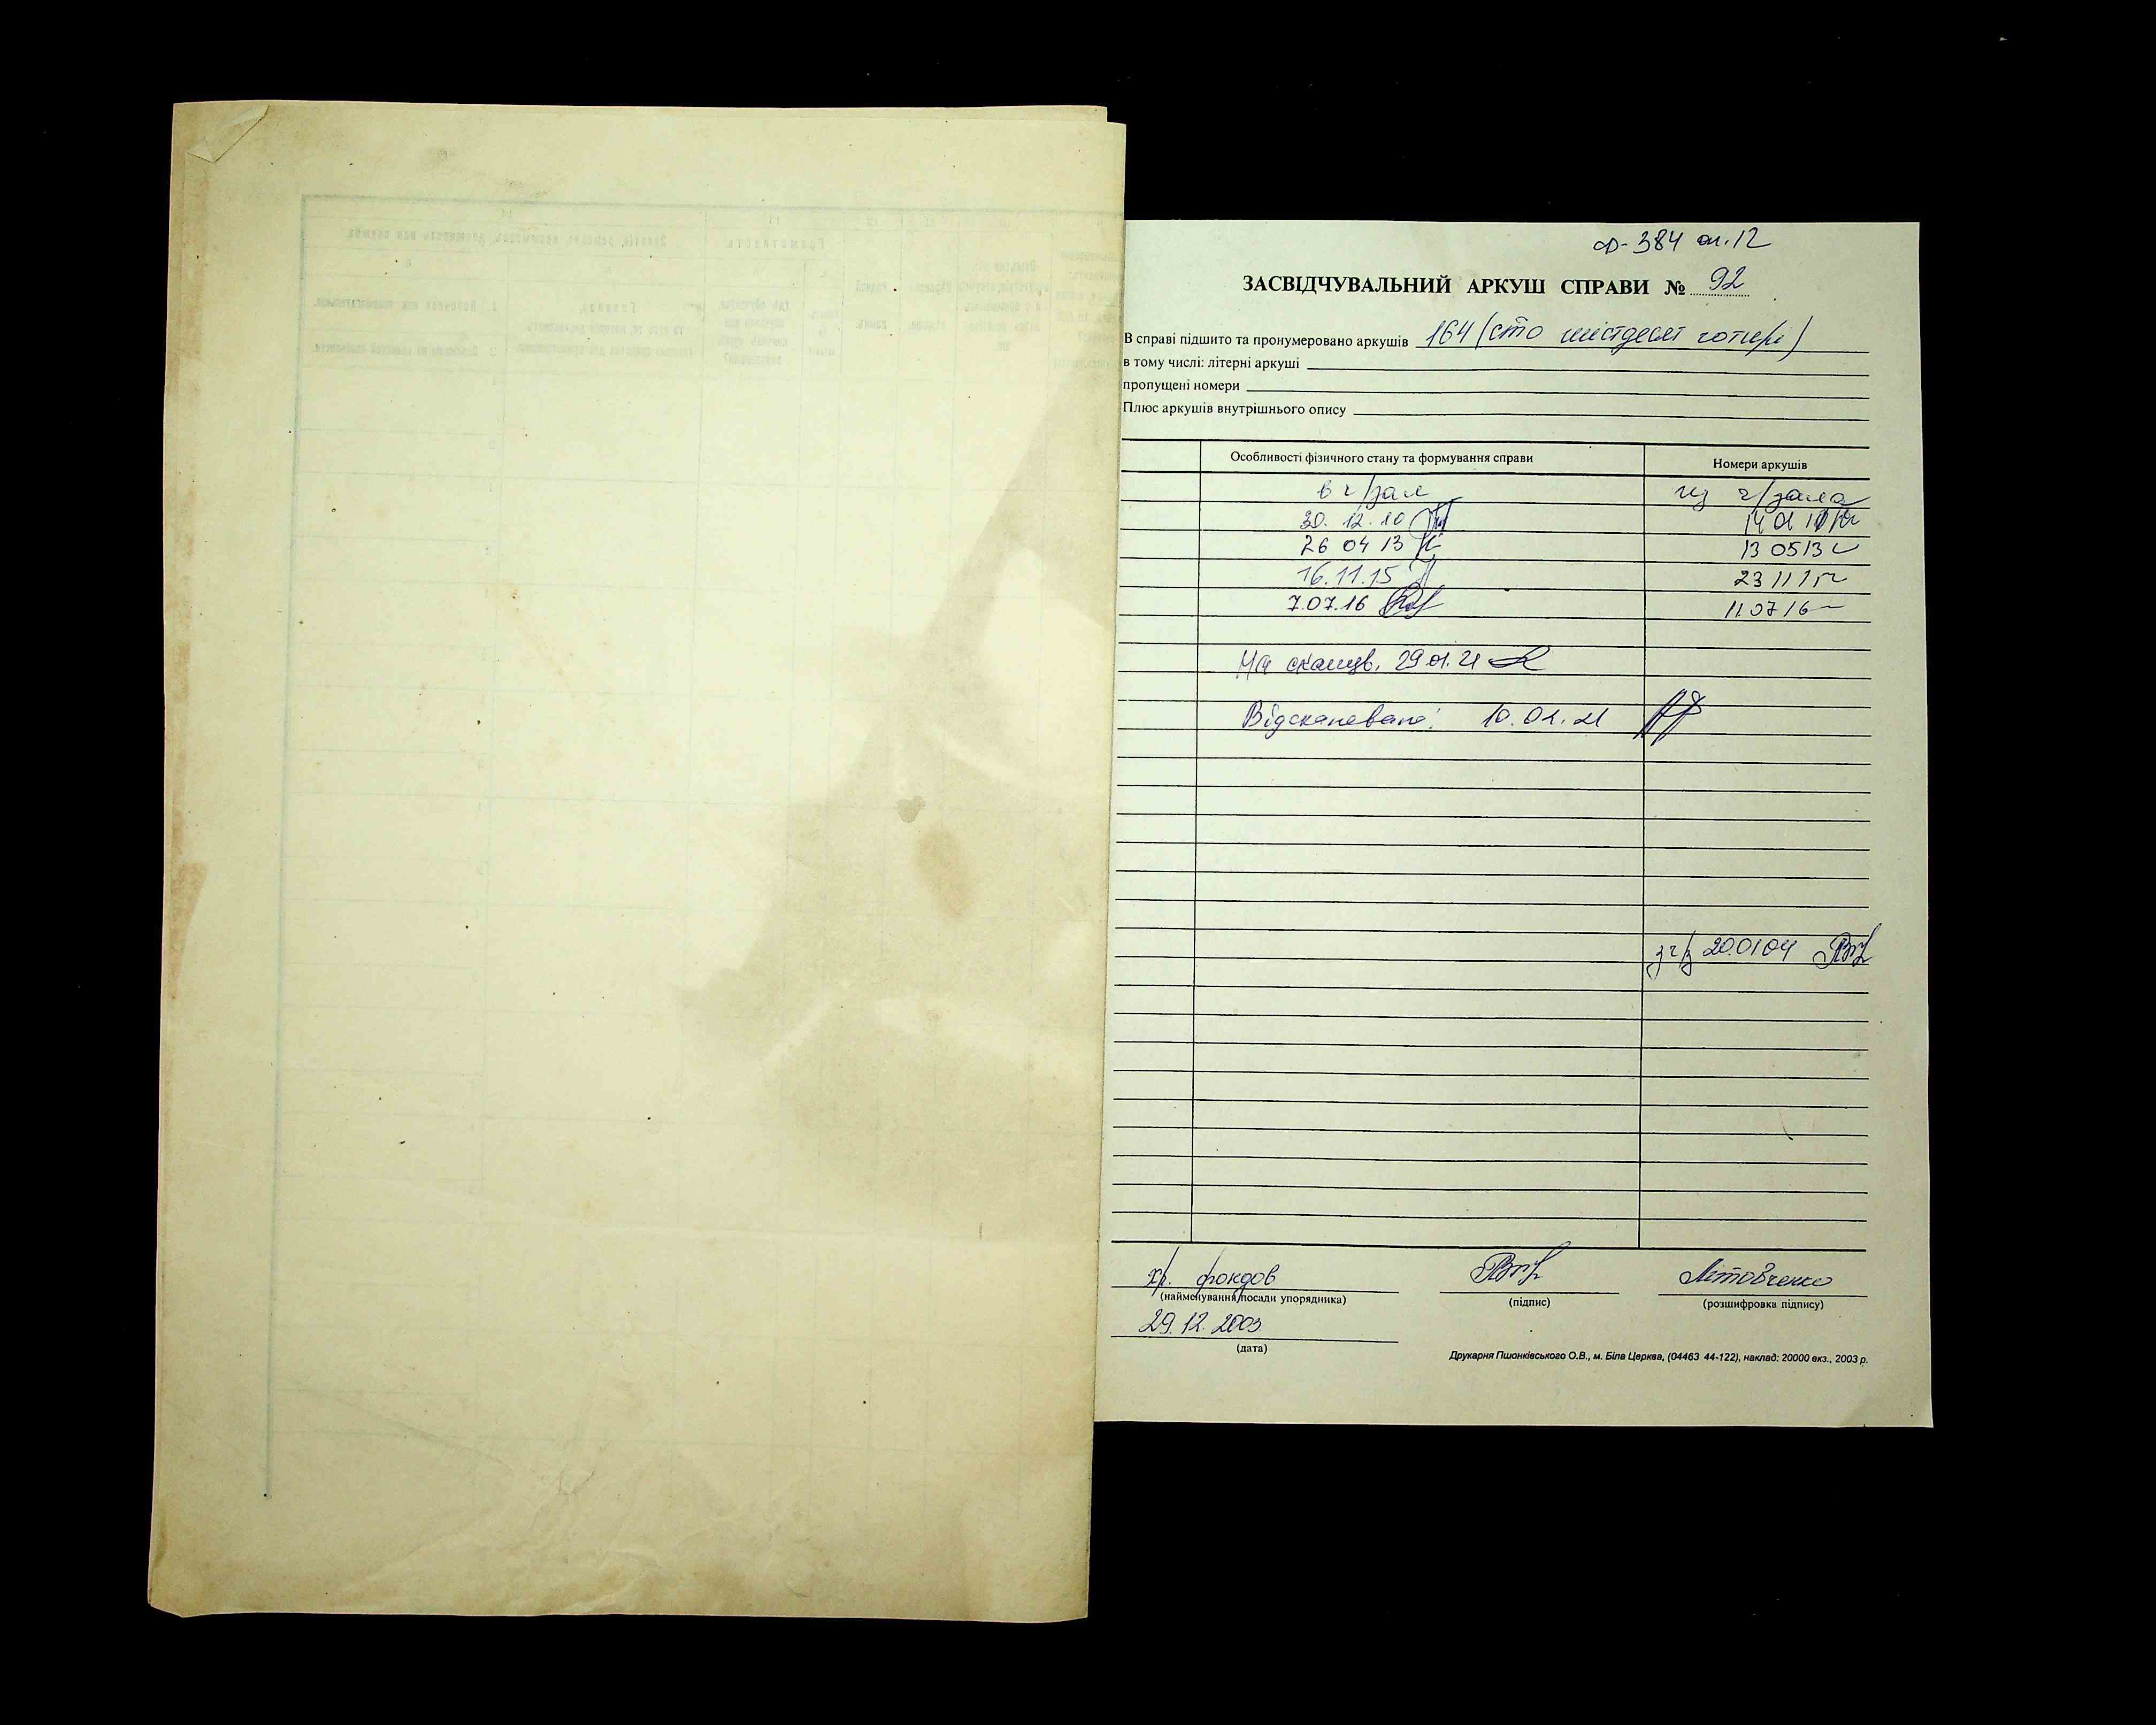 Ф-384 оп.12
ЗАСВІДЧУВАЛЬНИЙ АРКУШ СПРАВИ № 92
В справі підшито та пронумеровано аркушів 164 (сто шістдесят чотири)
в тому числі: літерні аркуші
пропущені номери
Плюс аркушів внутрішнього опису
Особливості фізичного стану та формування справи Номери аркушів
в ч/зал из ч/зала
30.12.10
26 04 13 13 05 13
16.11.15 23 11 15
7.07.16 11.07 16
На сканув. 29.01.21
Відскановано: 10.02.21
з ч/з 20.01 04
хр. фондов Літовченко
(найменування посади упорядника) (підпис) (розшифровка підпису)
29.12.2003
(дата)
Друкарня Пшонківського О.В., м. Біла Церква, (04463 44-122), наклад: 20000 екз., 2003 р.